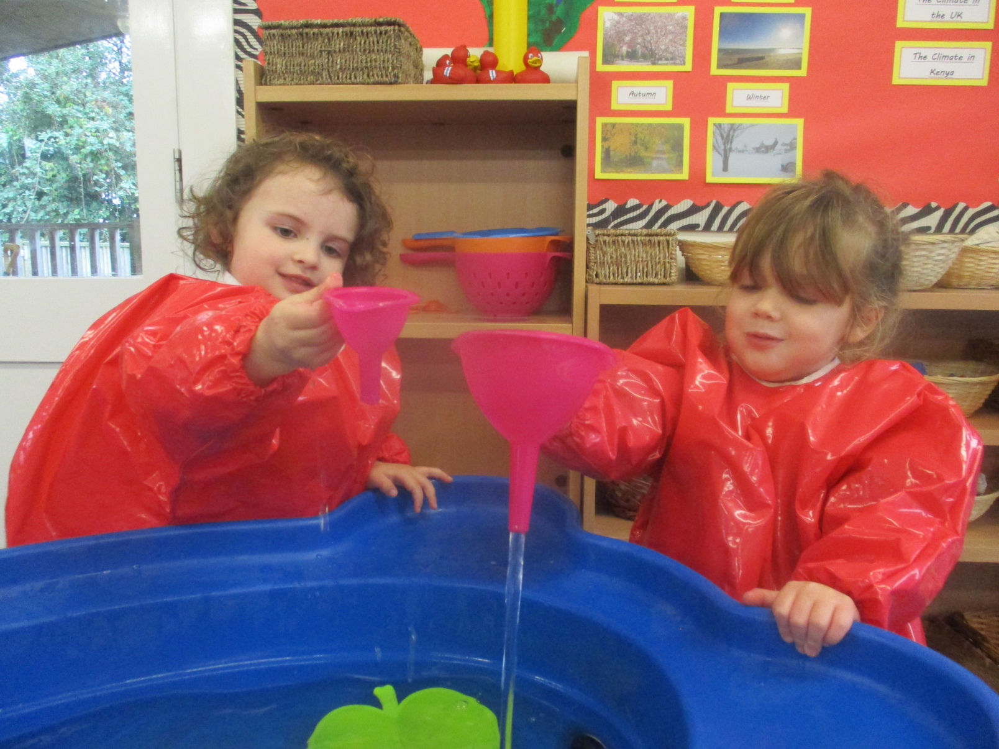 The Climate in
the UK
The Climate in
Kenya
Autumn
Winter